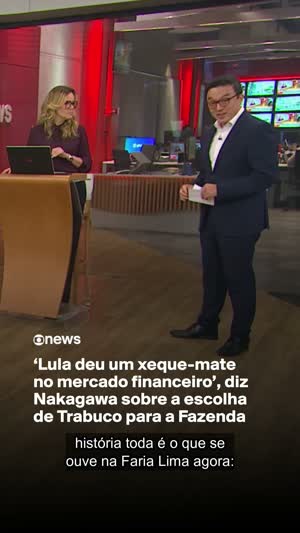 WS
news
‘Lula deu um xeque-mate
no mercado financeiro’, diz
Nakagawa sobre a escolha
de Trabuco para a Fazenda
história toda é o que se
ouve na Faria Lima agora: